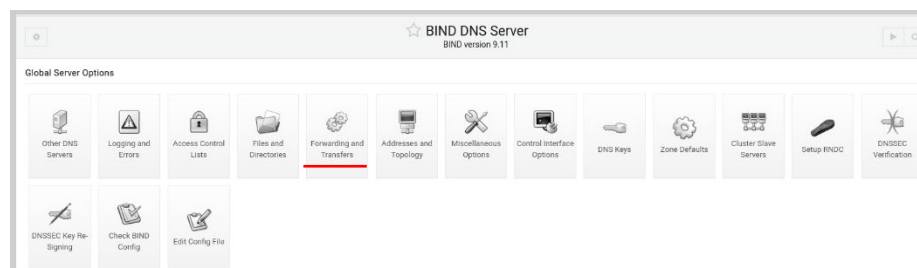 BIND DNS Server
BIND version 9.11
Global Server Options
Other DNS
Servers
Logging and
Errors
Access Control
Lists
Files and
Directories
Forwarding and
Transfers
Addresses and
Topology
Miscellaneous
Options
Control Interface
Options
DNS Keys
Zone Defaults
Cluster Slave
Servers
Setup RNDC
DNSSEC
Verification
DNSSEC Key Re-
Signing
Check BIND
Config
Edit Config File